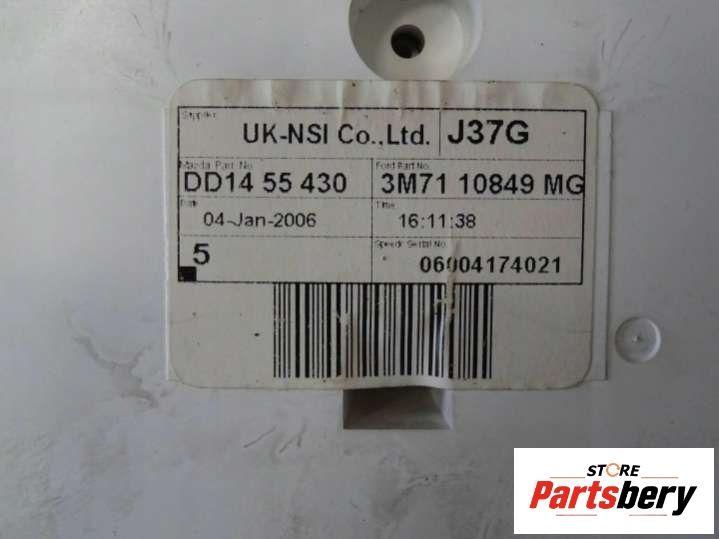 Supplier
UK-NSI Co.,Ltd. J37G
Mazda Part No Ford Part No
DD14 55 430 3M71 10849 MG
Date Time
04-Jan-2006 16:11:38
5 Speedo Serial No
06004174021
STORE
Partsbery